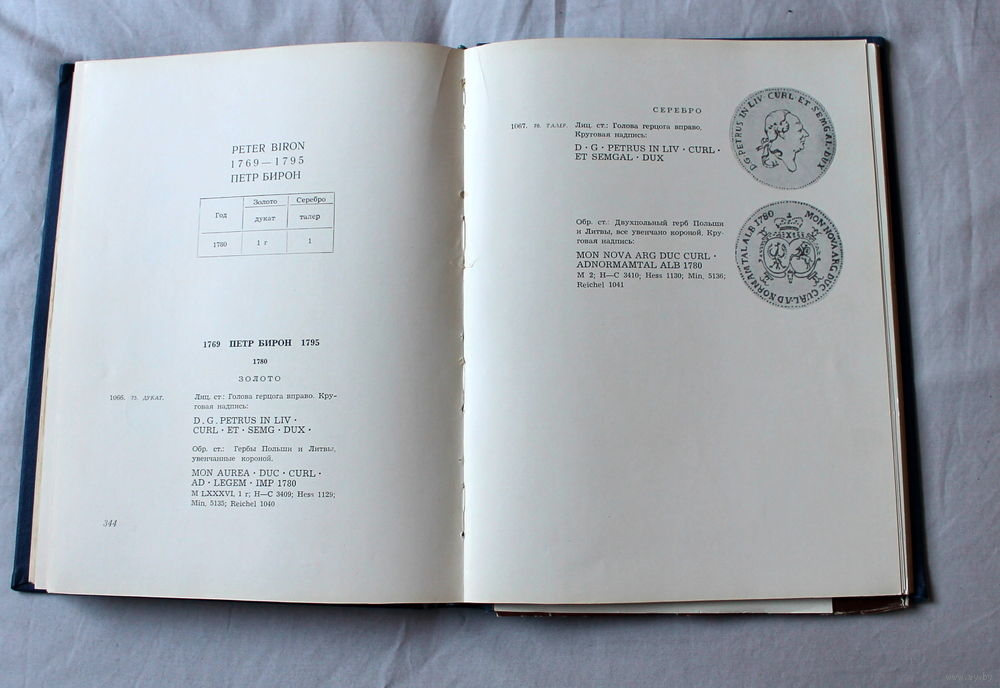 PETER BIRON
1769—1795
ПЕТР БИРОН
Год Золото Серебро
дукат талер
1780 1 г 1
1769 ПЕТР БИРОН 1795
1780
ЗОЛОТО
1066. 75. ДУКАТ. Лиц. ст.: Голова герцога вправо. Кру-
говая надпись:
D . G . PETRUS IN LIV ·
CURL · ET · SEMG · DUX ·
Обр. ст.: Гербы Польши и Литвы,
увенчанные короной.
MON AUREA · DUC · CURL ·
AD · LEGEM · IMP 1780
M LXXXVI, 1 г; H—C 3409; Hess 1129;
Min. 5135; Reichel 1040
344
СЕРЕБРО
1067. 76. ТАЛЕР. Лиц. ст.: Голова герцога вправо.
Круговая надпись:
D · G · PETRUS IN LIV · CURL ·
ET SEMGAL · DUX
D G PETRUS IN LIV · CURL · ET SEMGAL · DUX
Обр. ст.: Двухпольный герб Польши
и Литвы, все увенчано короной. Кру-
говая надпись:
MON NOVA ARG DUC CURL ·
ADNORMAMTAL ALB 1780
M 2; H—C 3410; Hess 1130; Min. 5136;
Reichel 1041
MON NOVA ARG DUC CURL · AD NORMAM TAL ALB 1780
www.ay.by